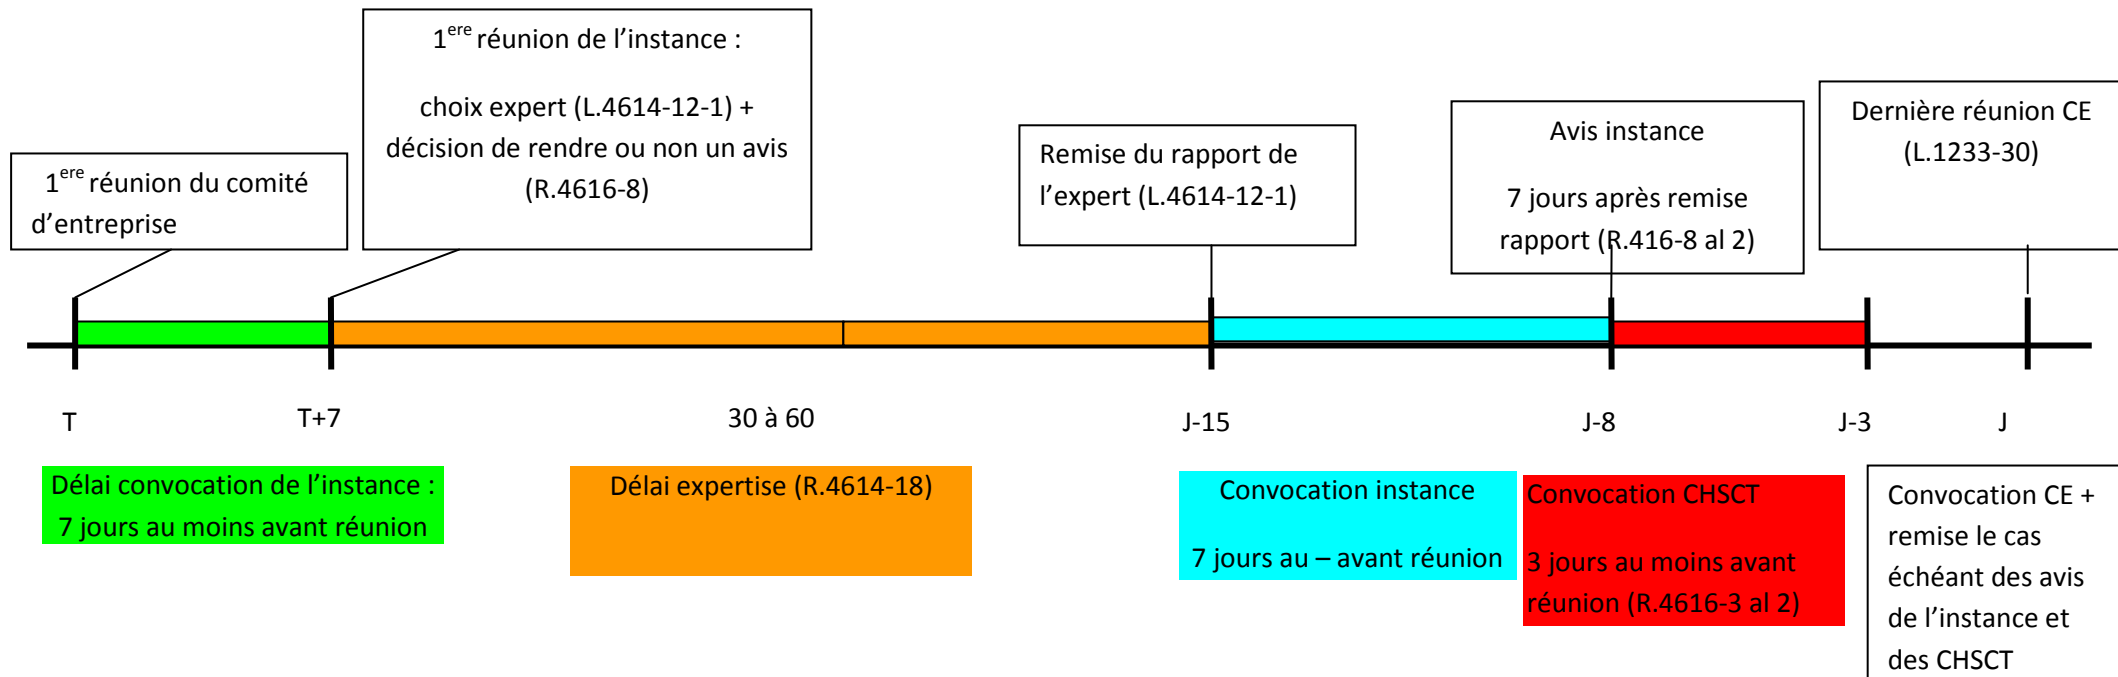 1ere réunion du comité
d’entreprise
1ere réunion de l’instance :
choix expert (L.4614-12-1) +
décision de rendre ou non un avis
(R.4616-8)
Remise du rapport de
l’expert (L.4614-12-1)
Avis instance
7 jours après remise
rapport (R.416-8 al 2)
Dernière réunion CE
(L.1233-30)
T
T+7
30 à 60
J-15
J-8
J-3
J
Délai convocation de l’instance :
7 jours au moins avant réunion
Délai expertise (R.4614-18)
Convocation instance
7 jours au – avant réunion
Convocation CHSCT
3 jours au moins avant
réunion (R.4616-3 al 2)
Convocation CE +
remise le cas
échéant des avis
de l’instance et
des CHSCT